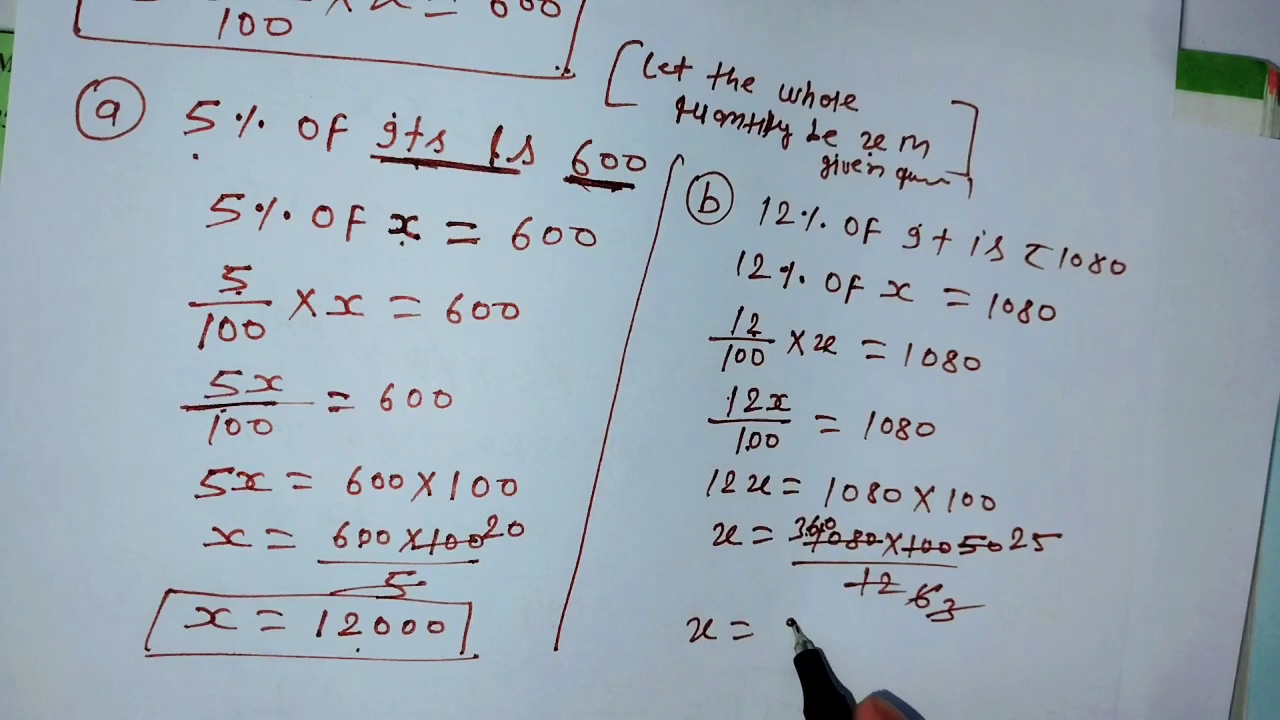 100 × x = 600
[Let the whole
quantity be x in
given
(a) 5% of its is 600
5% of x = 600
5/100 × x = 600
5x/100 = 600
5x = 600 × 100
x = 600 × 100 20
5
x = 12000
(b) 12% of it is ₹1080
12% of x = 1080
12/100 × x = 1080
12x/100 = 1080
12x = 1080 × 100
x = 360 1080 × 100 50 25
12 6 3
x =